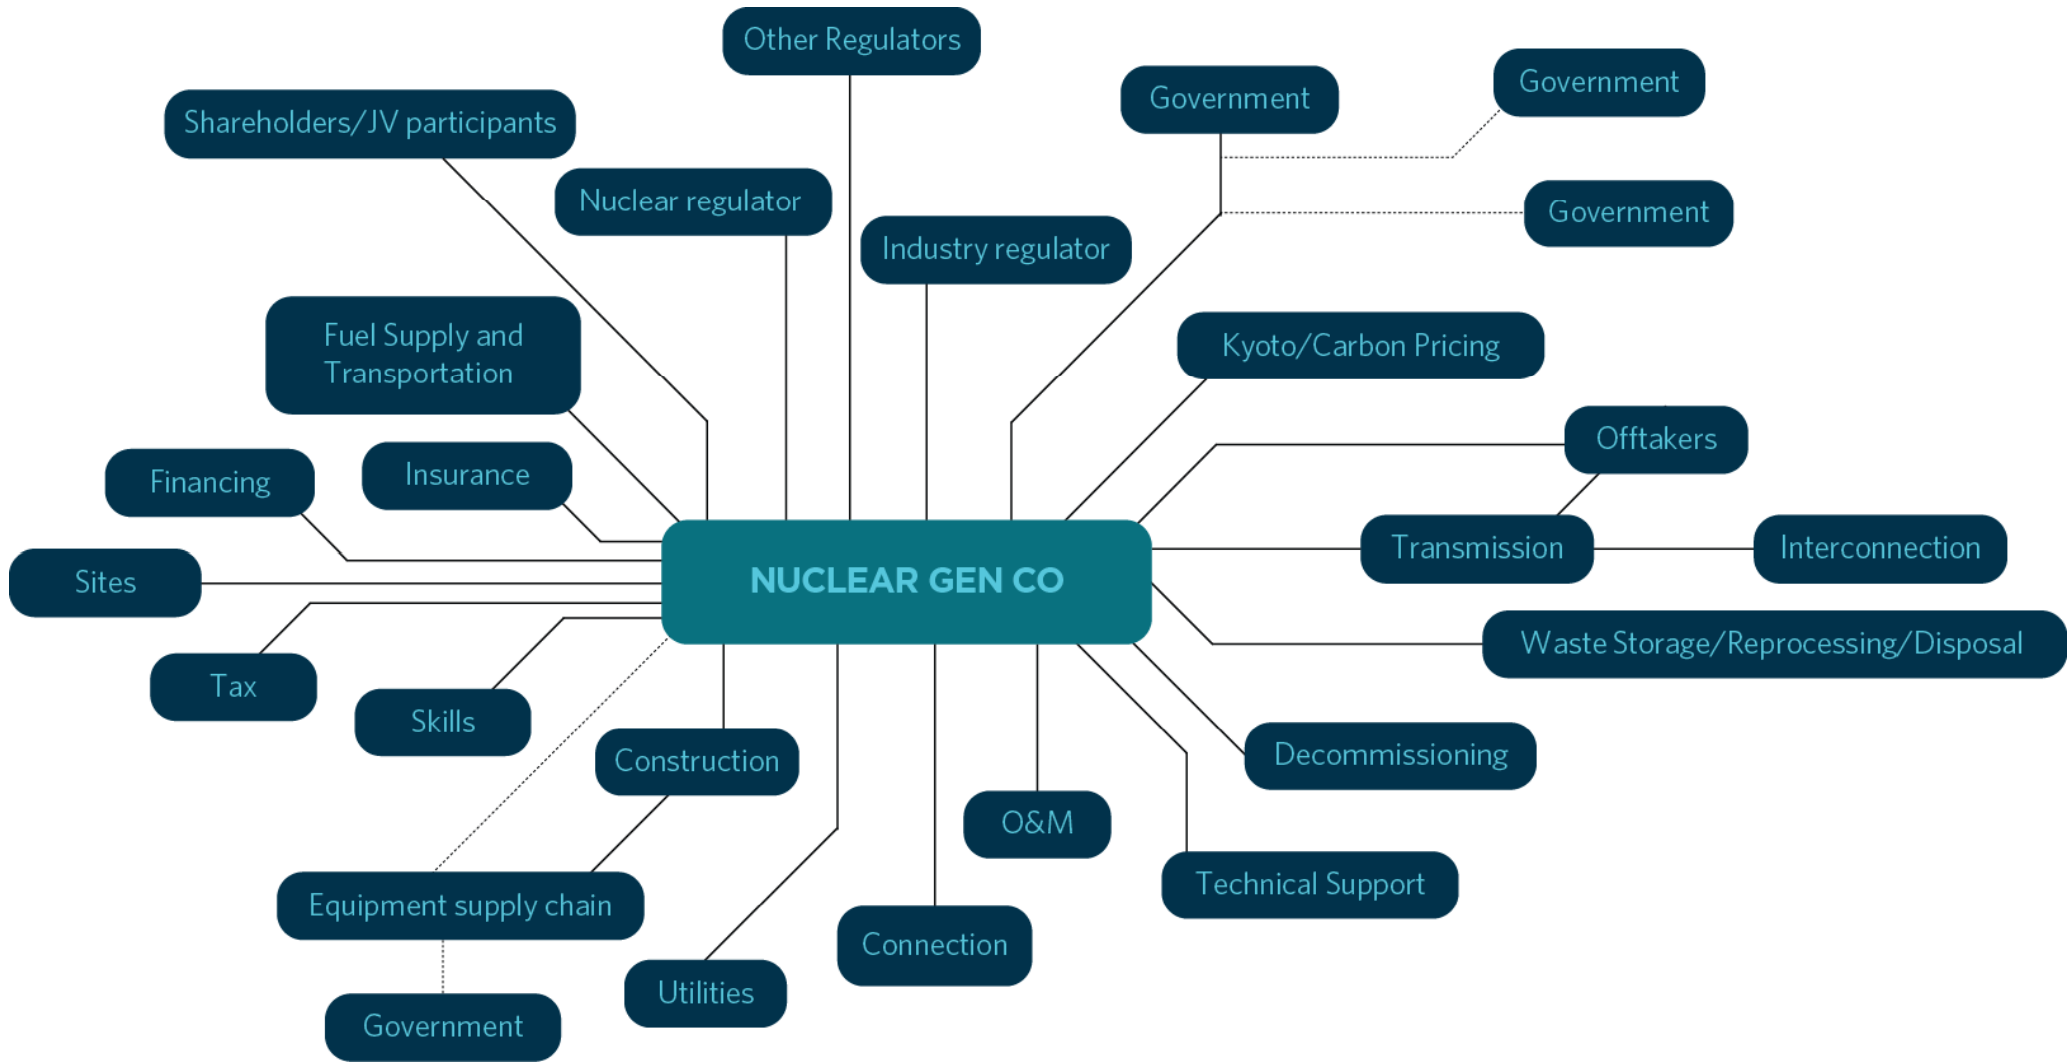 Other Regulators
Government
Government
Shareholders/JV participants
Nuclear regulator
Government
Industry regulator
Fuel Supply and
Transportation
Kyoto/Carbon Pricing
Offtakers
Financing
Insurance
Transmission
Interconnection
Sites
NUCLEAR GEN CO
Waste Storage/Reprocessing/Disposal
Tax
Skills
Construction
Decommissioning
O&M
Technical Support
Equipment supply chain
Connection
Utilities
Government